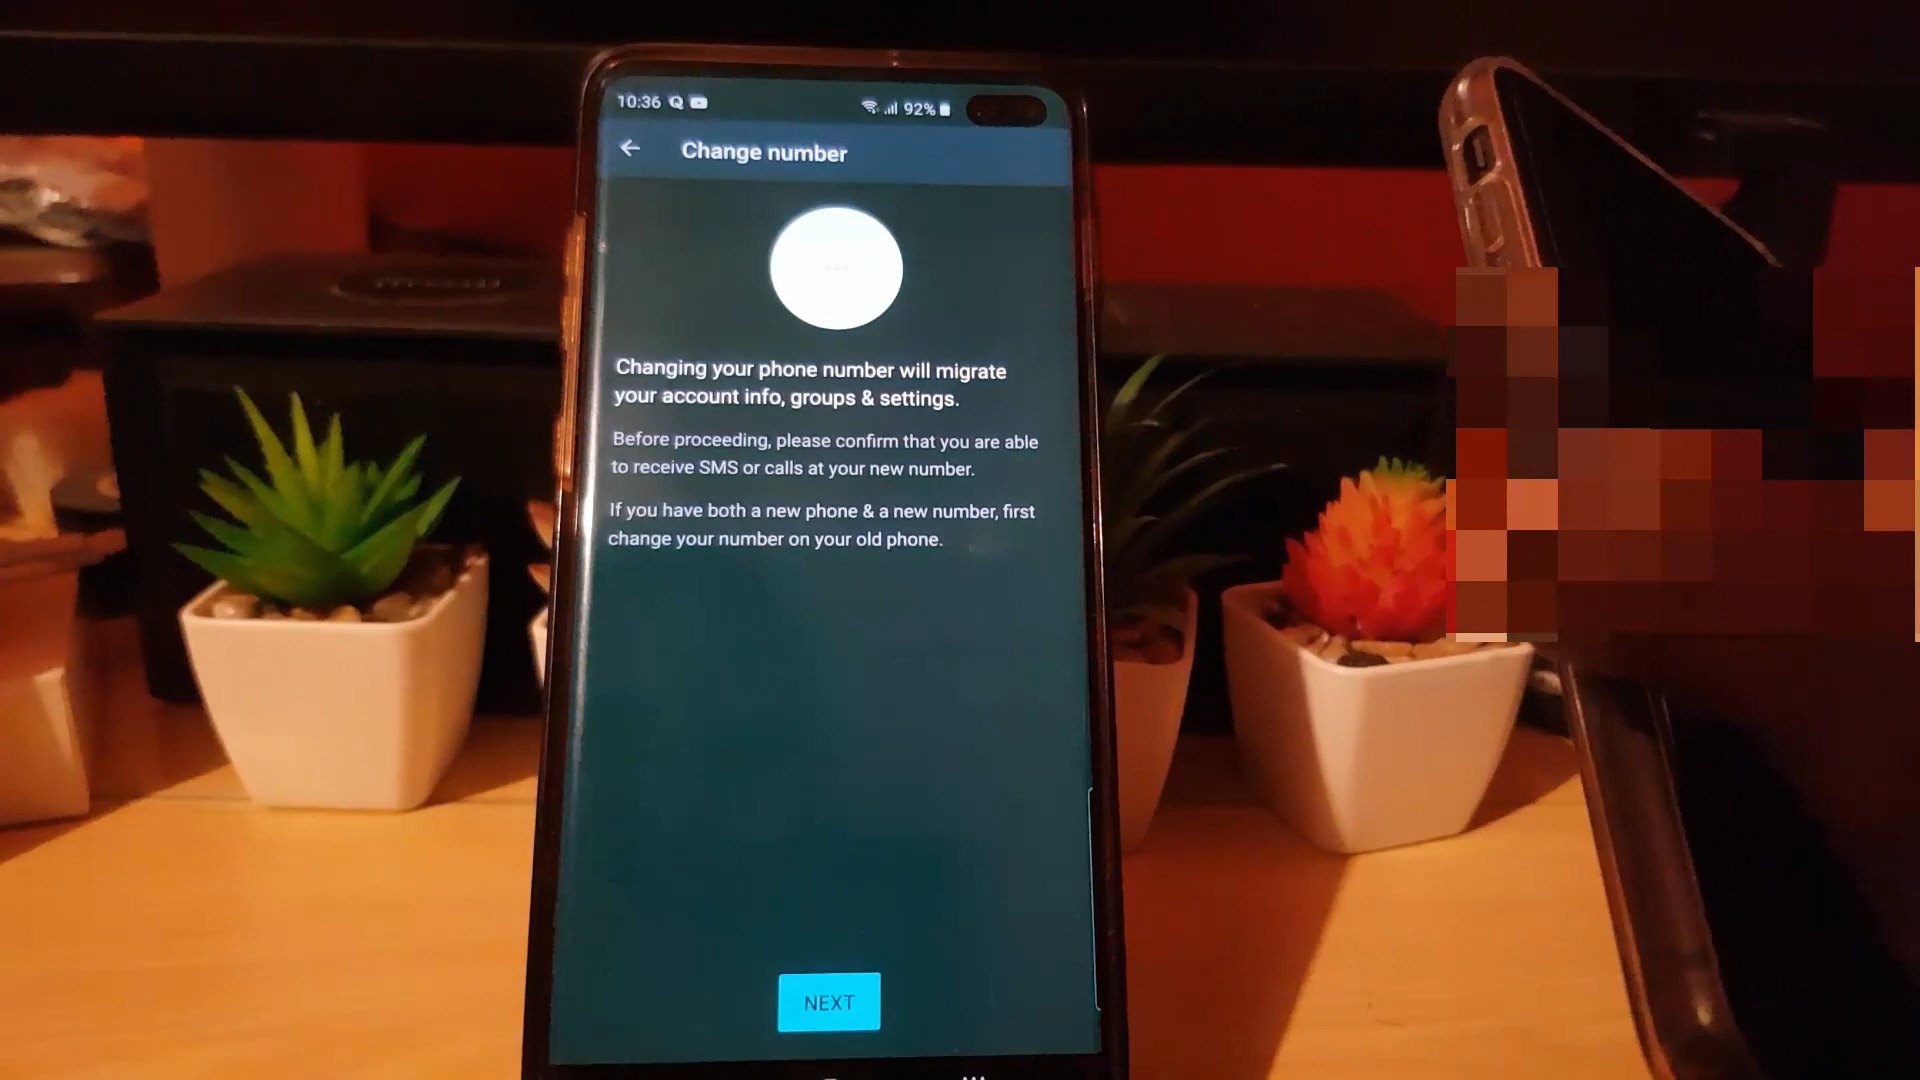 10:36 92%
Change number
Changing your phone number will migrate
your account info, groups & settings.
Before proceeding, please confirm that you are able
to receive SMS or calls at your new number.
If you have both a new phone & a new number, first
change your number on your old phone.
NEXT